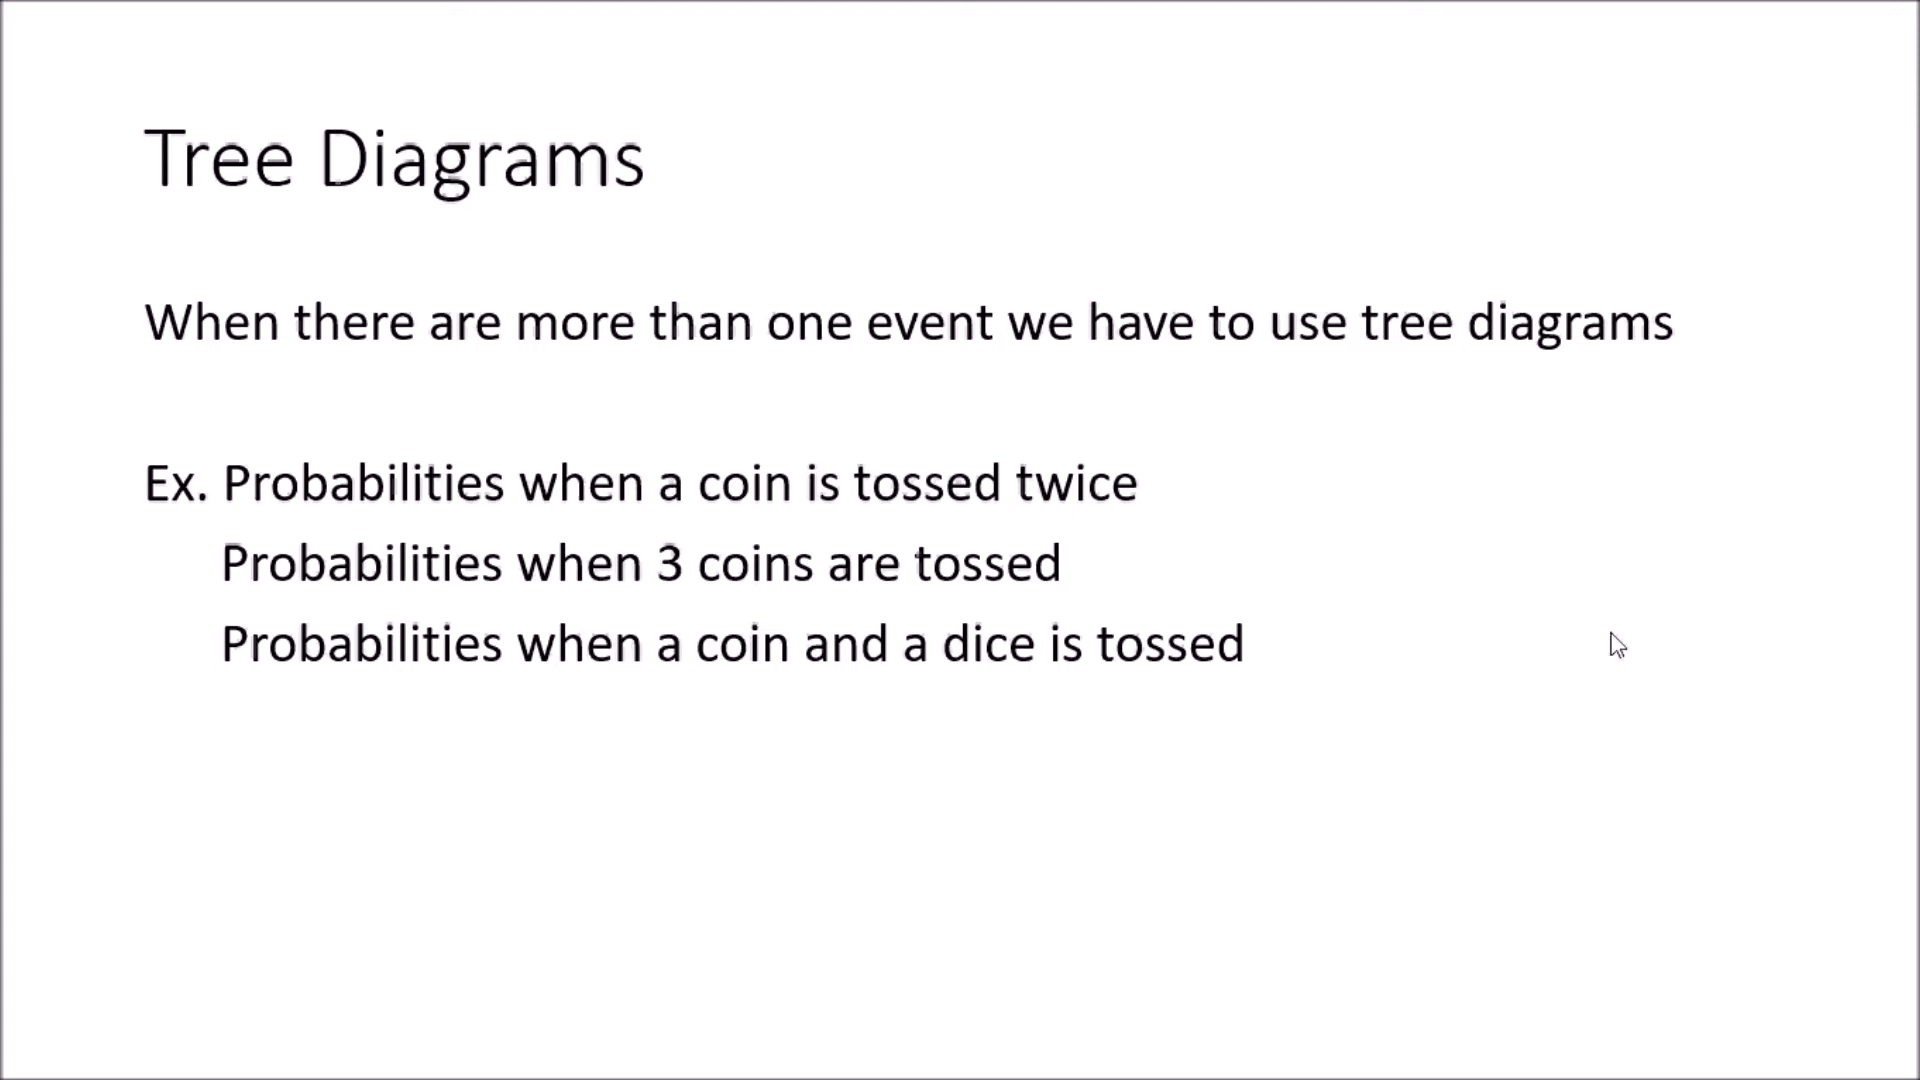 Tree Diagrams
When there are more than one event we have to use tree diagrams
Ex. Probabilities when a coin is tossed twice
Probabilities when 3 coins are tossed
Probabilities when a coin and a dice is tossed